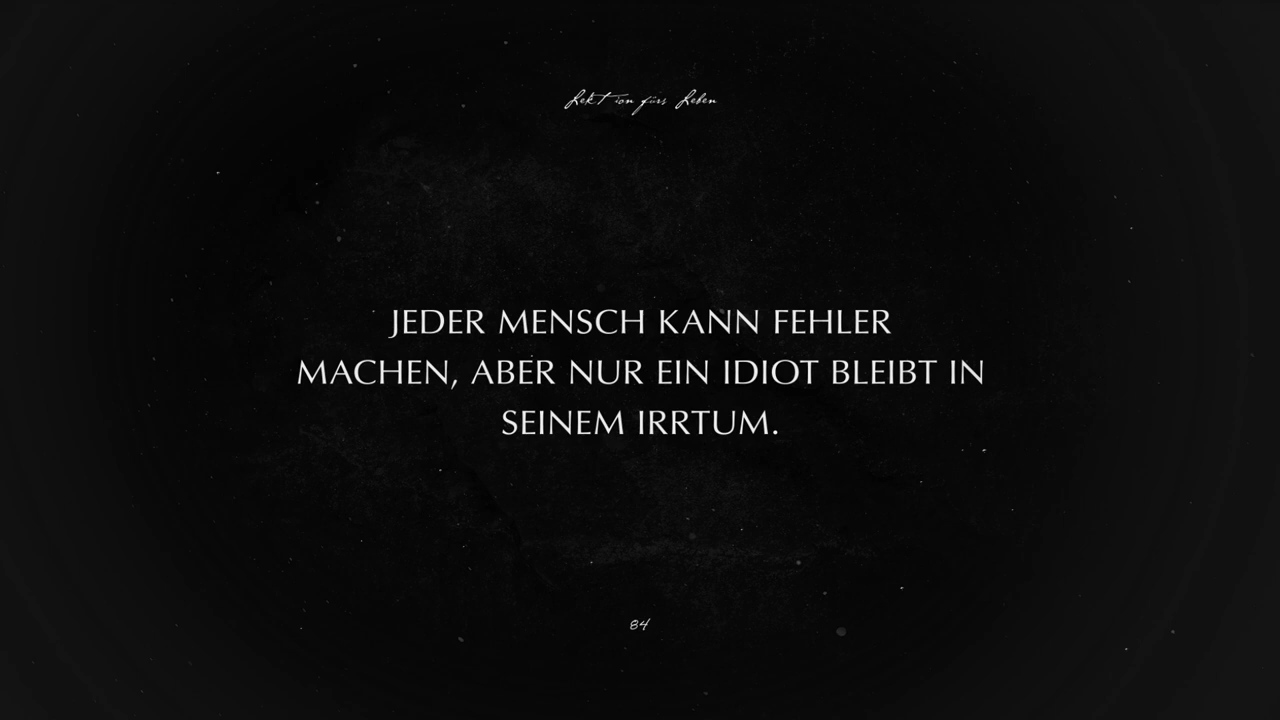 Lektion fürs Leben
JEDER MENSCH KANN FEHLER
MACHEN, ABER NUR EIN IDIOT BLEIBT IN
SEINEM IRRTUM.
84